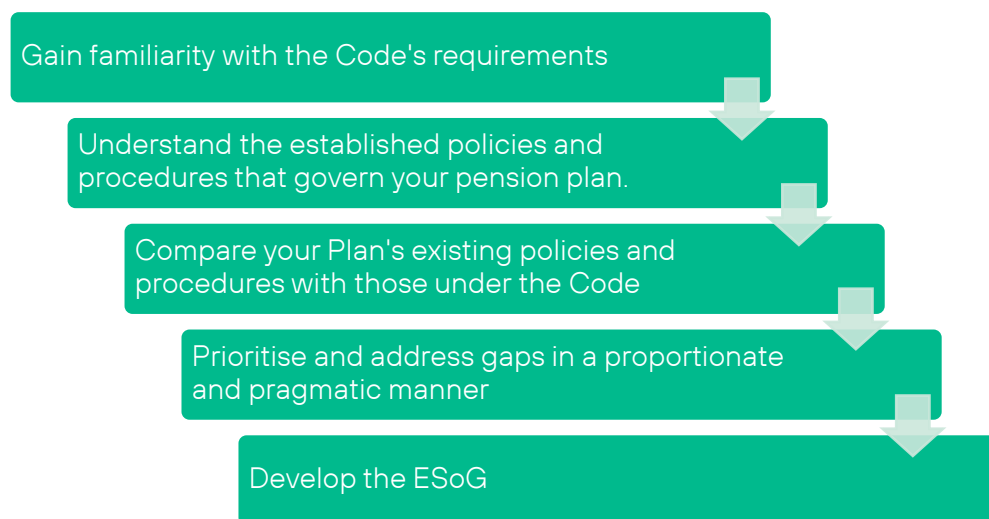 Gain familiarity with the Code's requirements
Understand the established policies and
procedures that govern your pension plan.
Compare your Plan's existing policies and
procedures with those under the Code
Prioritise and address gaps in a proportionate
and pragmatic manner
Develop the ESoG